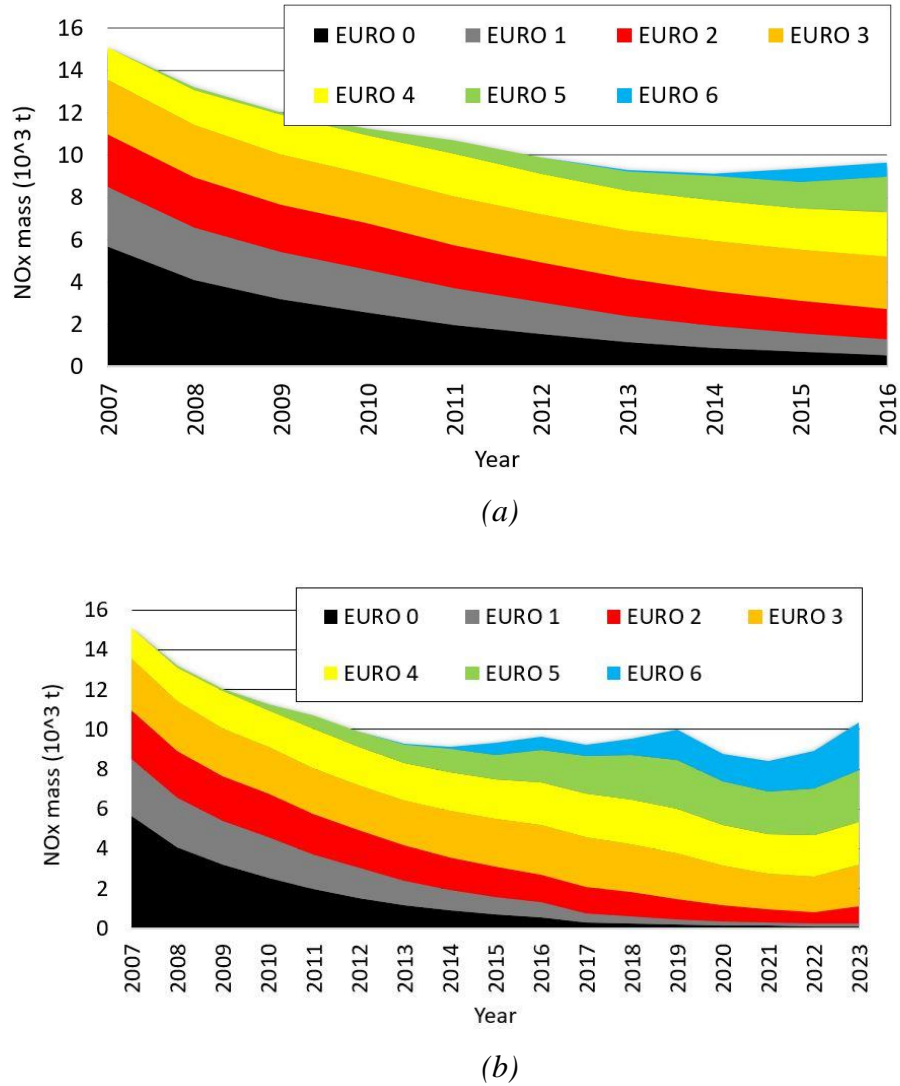 16
14
12
10
8
6
4
2
0
NOx mass (10^3 t)
EURO 0 EURO 1 EURO 2 EURO 3
EURO 4 EURO 5 EURO 6
2007 2008 2009 2010 2011 2012 2013 2014 2015 2016
Year
(a)
16
14
12
10
8
6
4
2
0
NOx mass (10^3 t)
EURO 0 EURO 1 EURO 2 EURO 3
EURO 4 EURO 5 EURO 6
2007 2008 2009 2010 2011 2012 2013 2014 2015 2016 2017 2018 2019 2020 2021 2022 2023
Year
(b)